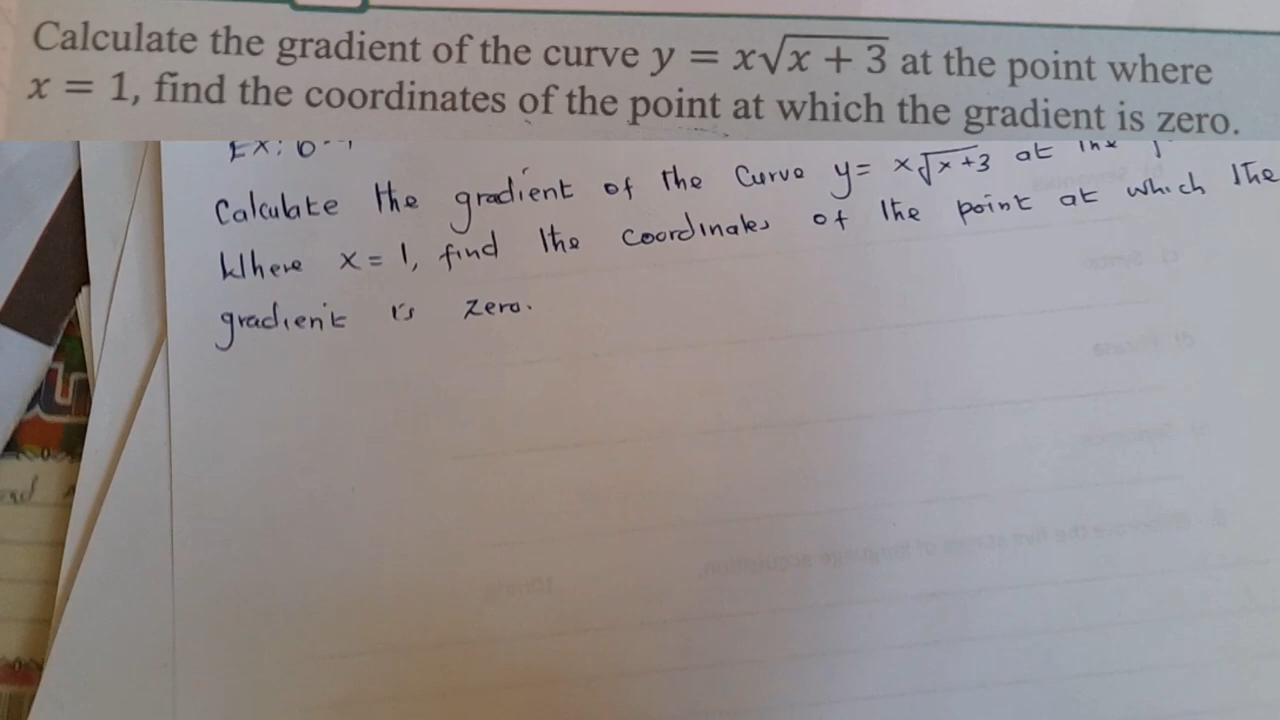 Calculate the gradient of the curve y = x√x + 3 at the point where
x = 1, find the coordinates of the point at which the gradient is zero.
Calculate the gradient of the Curve y= x√x+3 at the
Where x = 1, find the coordinates of the point at which the
gradient is zero.